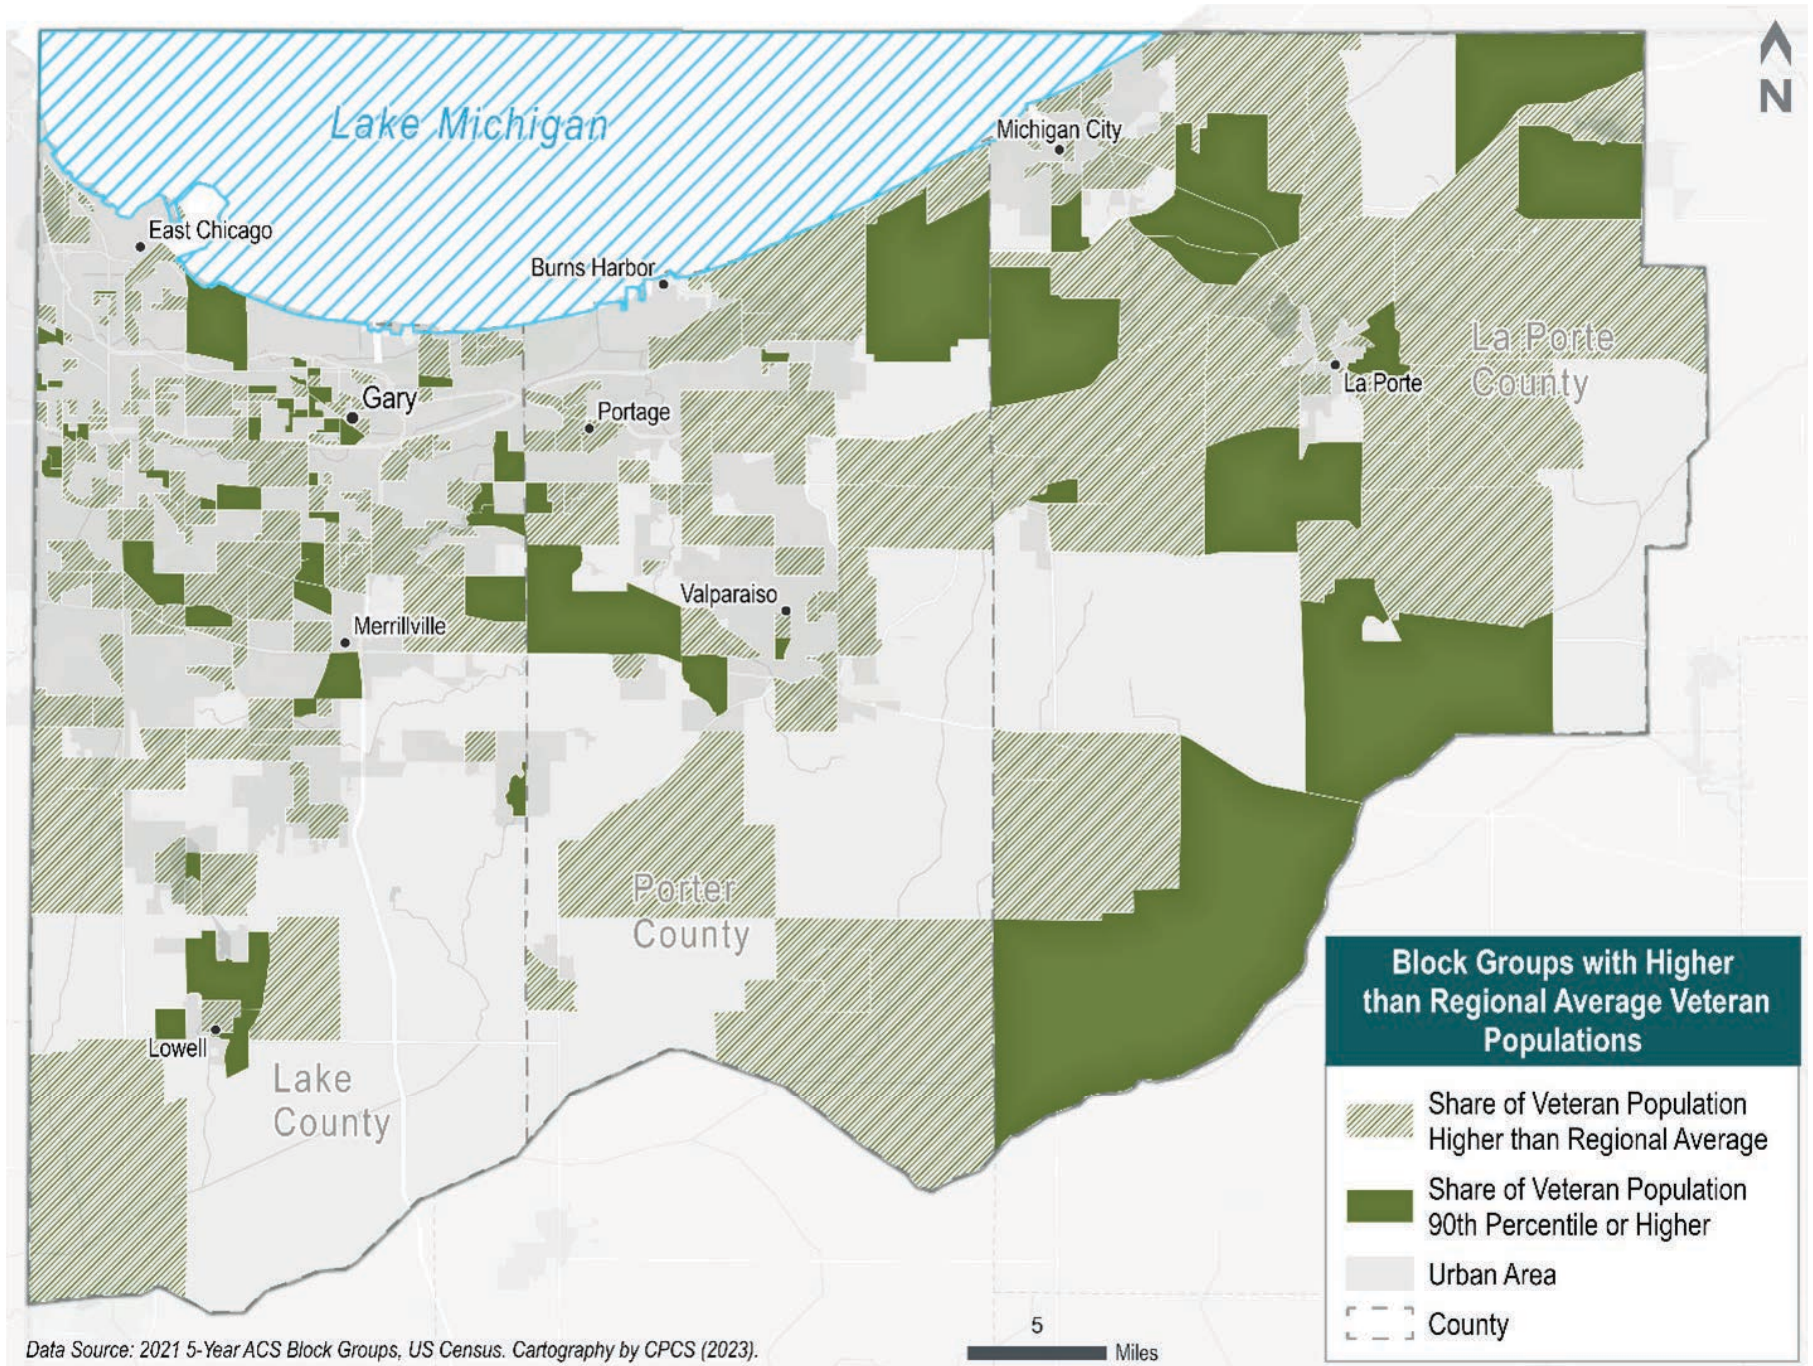 N
Lake Michigan
Michigan City
East Chicago
Burns Harbor
La Porte
County
La Porte
Gary
Portage
Valparaiso
Merrillville
Porter
County
Lowell
Lake
County
Block Groups with Higher
than Regional Average Veteran
Populations
Share of Veteran Population
Higher than Regional Average
Share of Veteran Population
90th Percentile or Higher
Urban Area
County
5
Miles
Data Source: 2021 5-Year ACS Block Groups, US Census. Cartography by CPCS (2023).